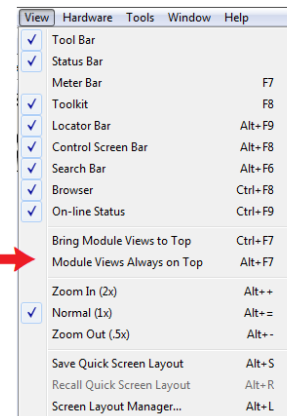 View Hardware Tools Window Help
Tool Bar
Status Bar
Meter Bar F7
Toolkit F8
Locator Bar Alt+F9
Control Screen Bar Alt+F8
Search Bar Alt+F6
Browser Ctrl+F8
On-line Status Ctrl+F9
Bring Module Views to Top Ctrl+F7
Module Views Always on Top Alt+F7
Zoom In (2x) Alt++
Normal (1x) Alt+=
Zoom Out (.5x) Alt+-
Save Quick Screen Layout Alt+S
Recall Quick Screen Layout Alt+R
Screen Layout Manager... Alt+L